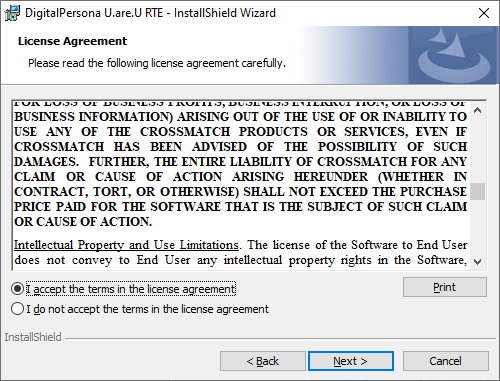 DigitalPersona U.are.U RTE - InstallShield Wizard
License Agreement
Please read the following license agreement carefully.
FOR LOSS OF BUSINESS PROFITS, BUSINESS INTERRUPTION, OR LOSS OF
BUSINESS INFORMATION) ARISING OUT OF THE USE OF OR INABILITY TO
USE ANY OF THE CROSSMATCH PRODUCTS OR SERVICES, EVEN IF
CROSSMATCH HAS BEEN ADVISED OF THE POSSIBILITY OF SUCH
DAMAGES. FURTHER, THE ENTIRE LIABILITY OF CROSSMATCH FOR ANY
CLAIM OR CAUSE OF ACTION ARISING HEREUNDER (WHETHER IN
CONTRACT, TORT, OR OTHERWISE) SHALL NOT EXCEED THE PURCHASE
PRICE PAID FOR THE SOFTWARE THAT IS THE SUBJECT OF SUCH CLAIM
OR CAUSE OF ACTION.
Intellectual Property and Use Limitations. The license of the Software to End User
does not convey to End User any intellectual property rights in the Software,
I accept the terms in the license agreement
Print
I do not accept the terms in the license agreement
InstallShield
< Back
Next >
Cancel